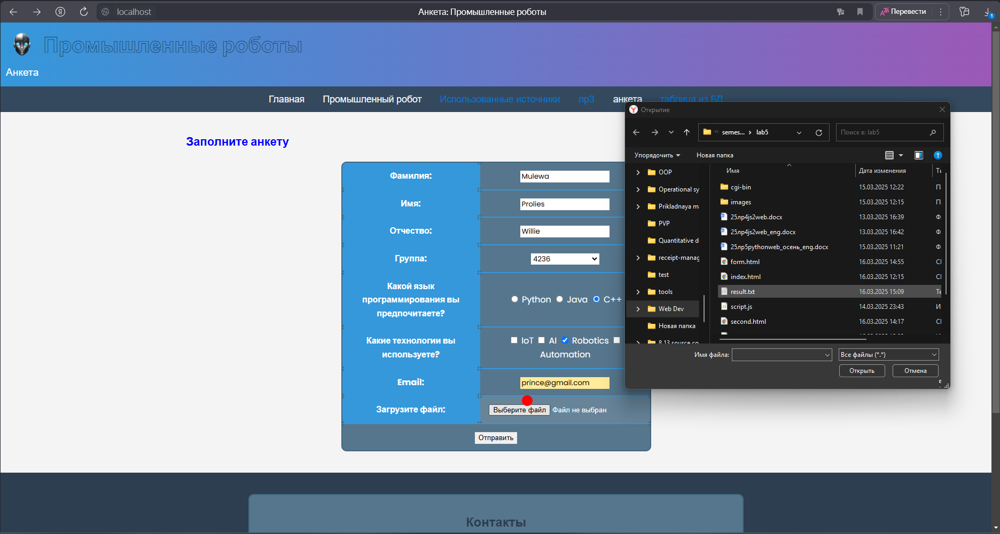 localhost
Анкета: Промышленные роботы
Перевести
1
Промышленные роботы
Анкета
Главная Промышленный робот Использованные источники лр3 анкета таблица из БД
Заполните анкету
Фамилия: Mulewa
Имя: Prolies
Отчество: Willie
Группа: 4236
Какой язык
программирования вы
предпочитаете?
Python Java C++
Какие технологии вы
используете?
IoT AI Robotics
Automation
Email: prince@gmail.com
Загрузите файл: Выберите файл Файл не выбран
Отправить
Контакты
Открытие
semes... lab5
Поиск в: lab5
Упорядочить Новая папка
OOP
Operational sy
Prikladnaya m
PVP
Quantitative d
receipt-manag
test
tools
Web Dev
Новая папка
8.13 source co
Имя Дата изменения
cgi-bin 15.03.2025 12:22 П
images 15.03.2025 12:15 П
25лр4js2web.docx 13.03.2025 16:39 Ф
25лр4js2web_eng.docx 13.03.2025 16:42 Ф
25лр5pythonweb_осень_eng.docx 15.03.2025 11:21 Ф
form.html 16.03.2025 14:55 Cl
index.html 16.03.2025 12:15 Cl
result.txt 16.03.2025 15:09 Те
script.js 14.03.2025 23:43 И
second.html 16.03.2025 14:17 Cl
Имя файла:
Все файлы (*.*)
Открыть Отмена